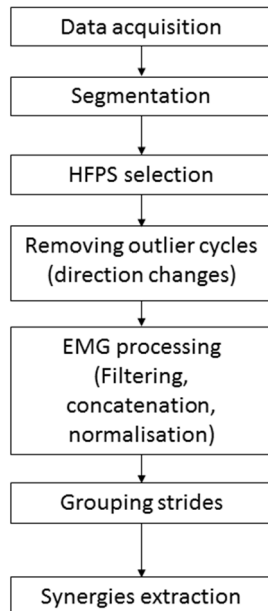 Data acquisition
Segmentation
HFPS selection
Removing outlier cycles
(direction changes)
EMG processing
(Filtering,
concatenation,
normalisation)
Grouping strides
Synergies extraction